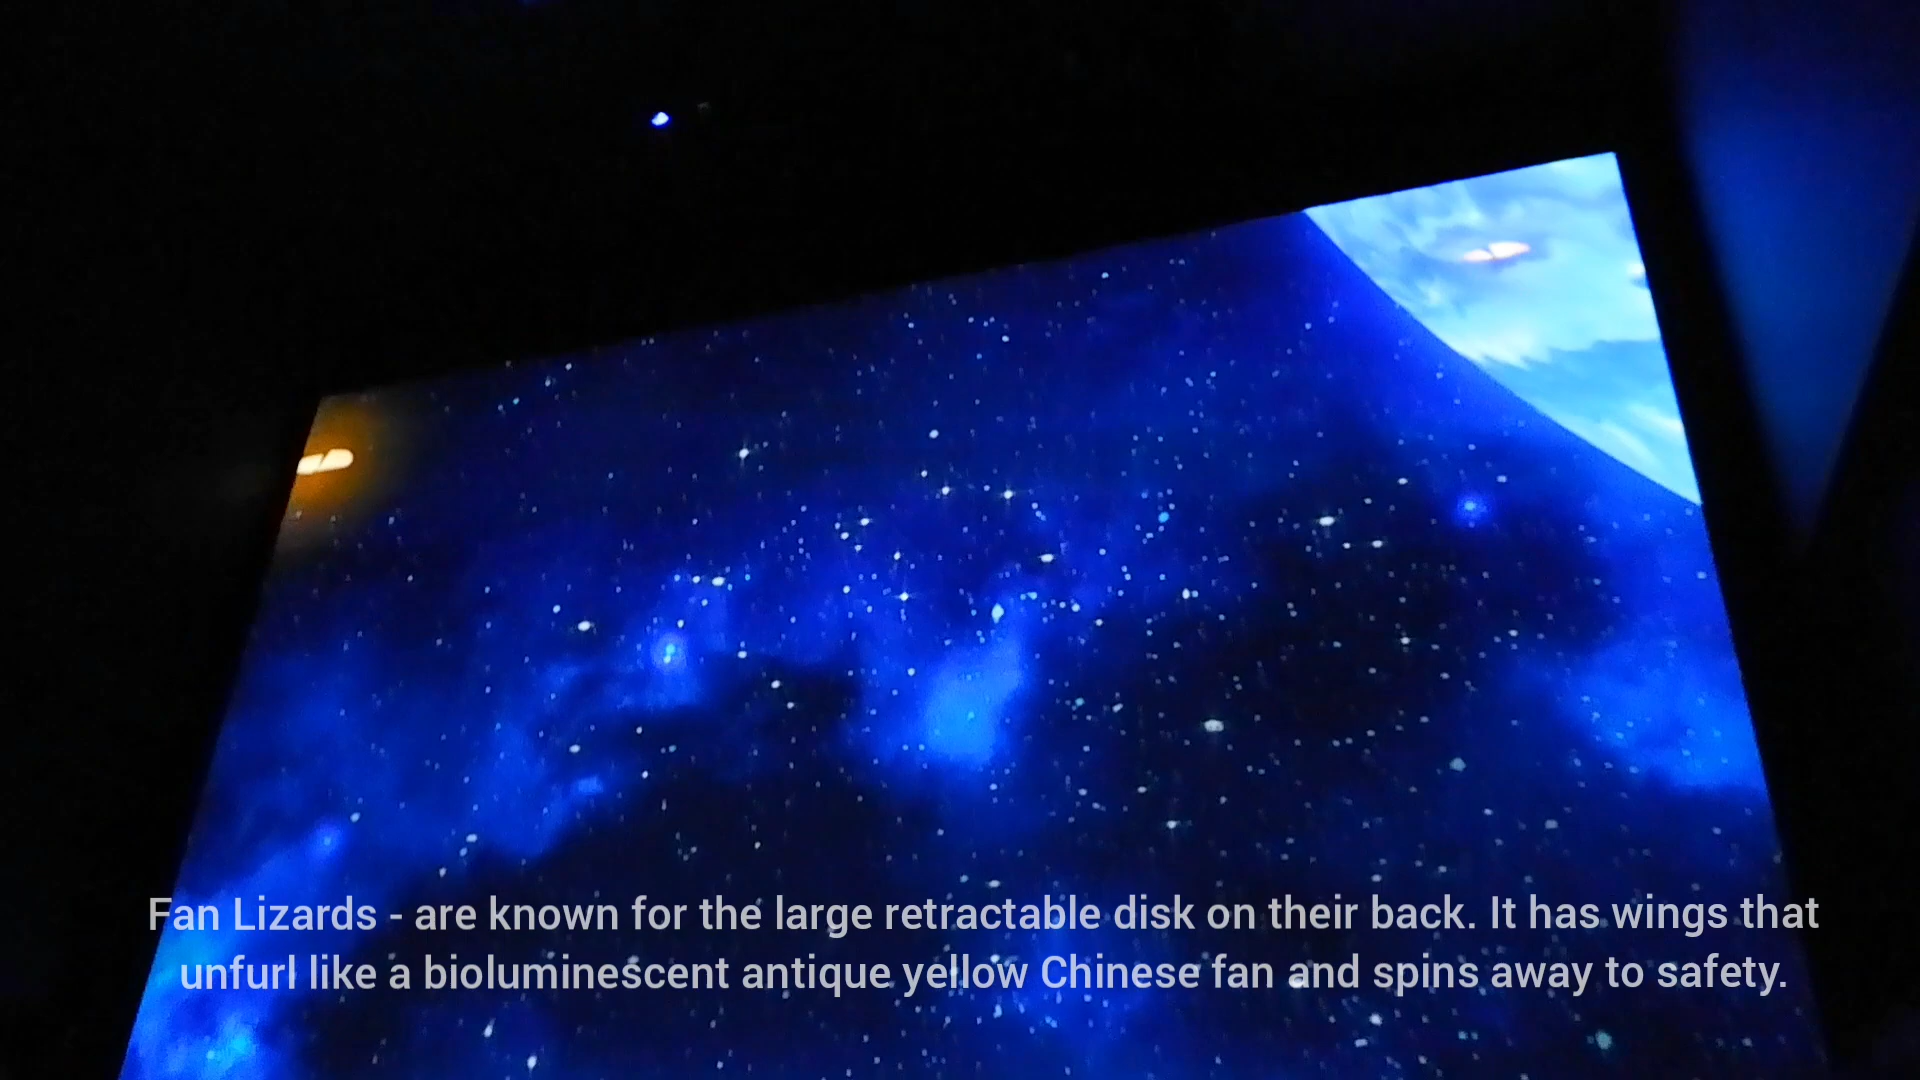 Fan Lizards - are known for the large retractable disk on their back. It has wings that
unfurl like a bioluminescent antique yellow Chinese fan and spins away to safety.